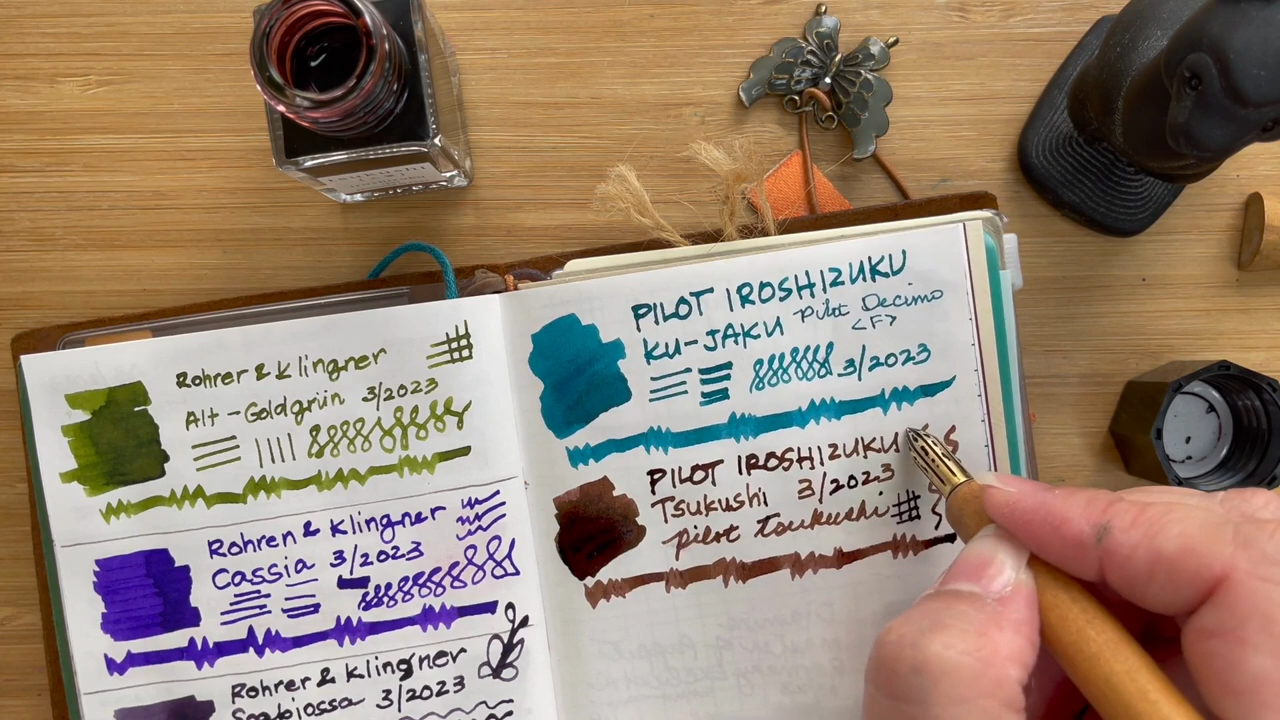 Rohrer & Klingner
Alt-Goldgrün 3/2023
Rohren & Klingner
Cassia 3/2023
Rohrer & Klingner
3/2023
PILOT IROSHIZUKU
KU-JAKU Pilot Decimo
<F>
3/2023
PILOT IROSHIZUKU
Tsukushi 3/2023
pilot tsukushi